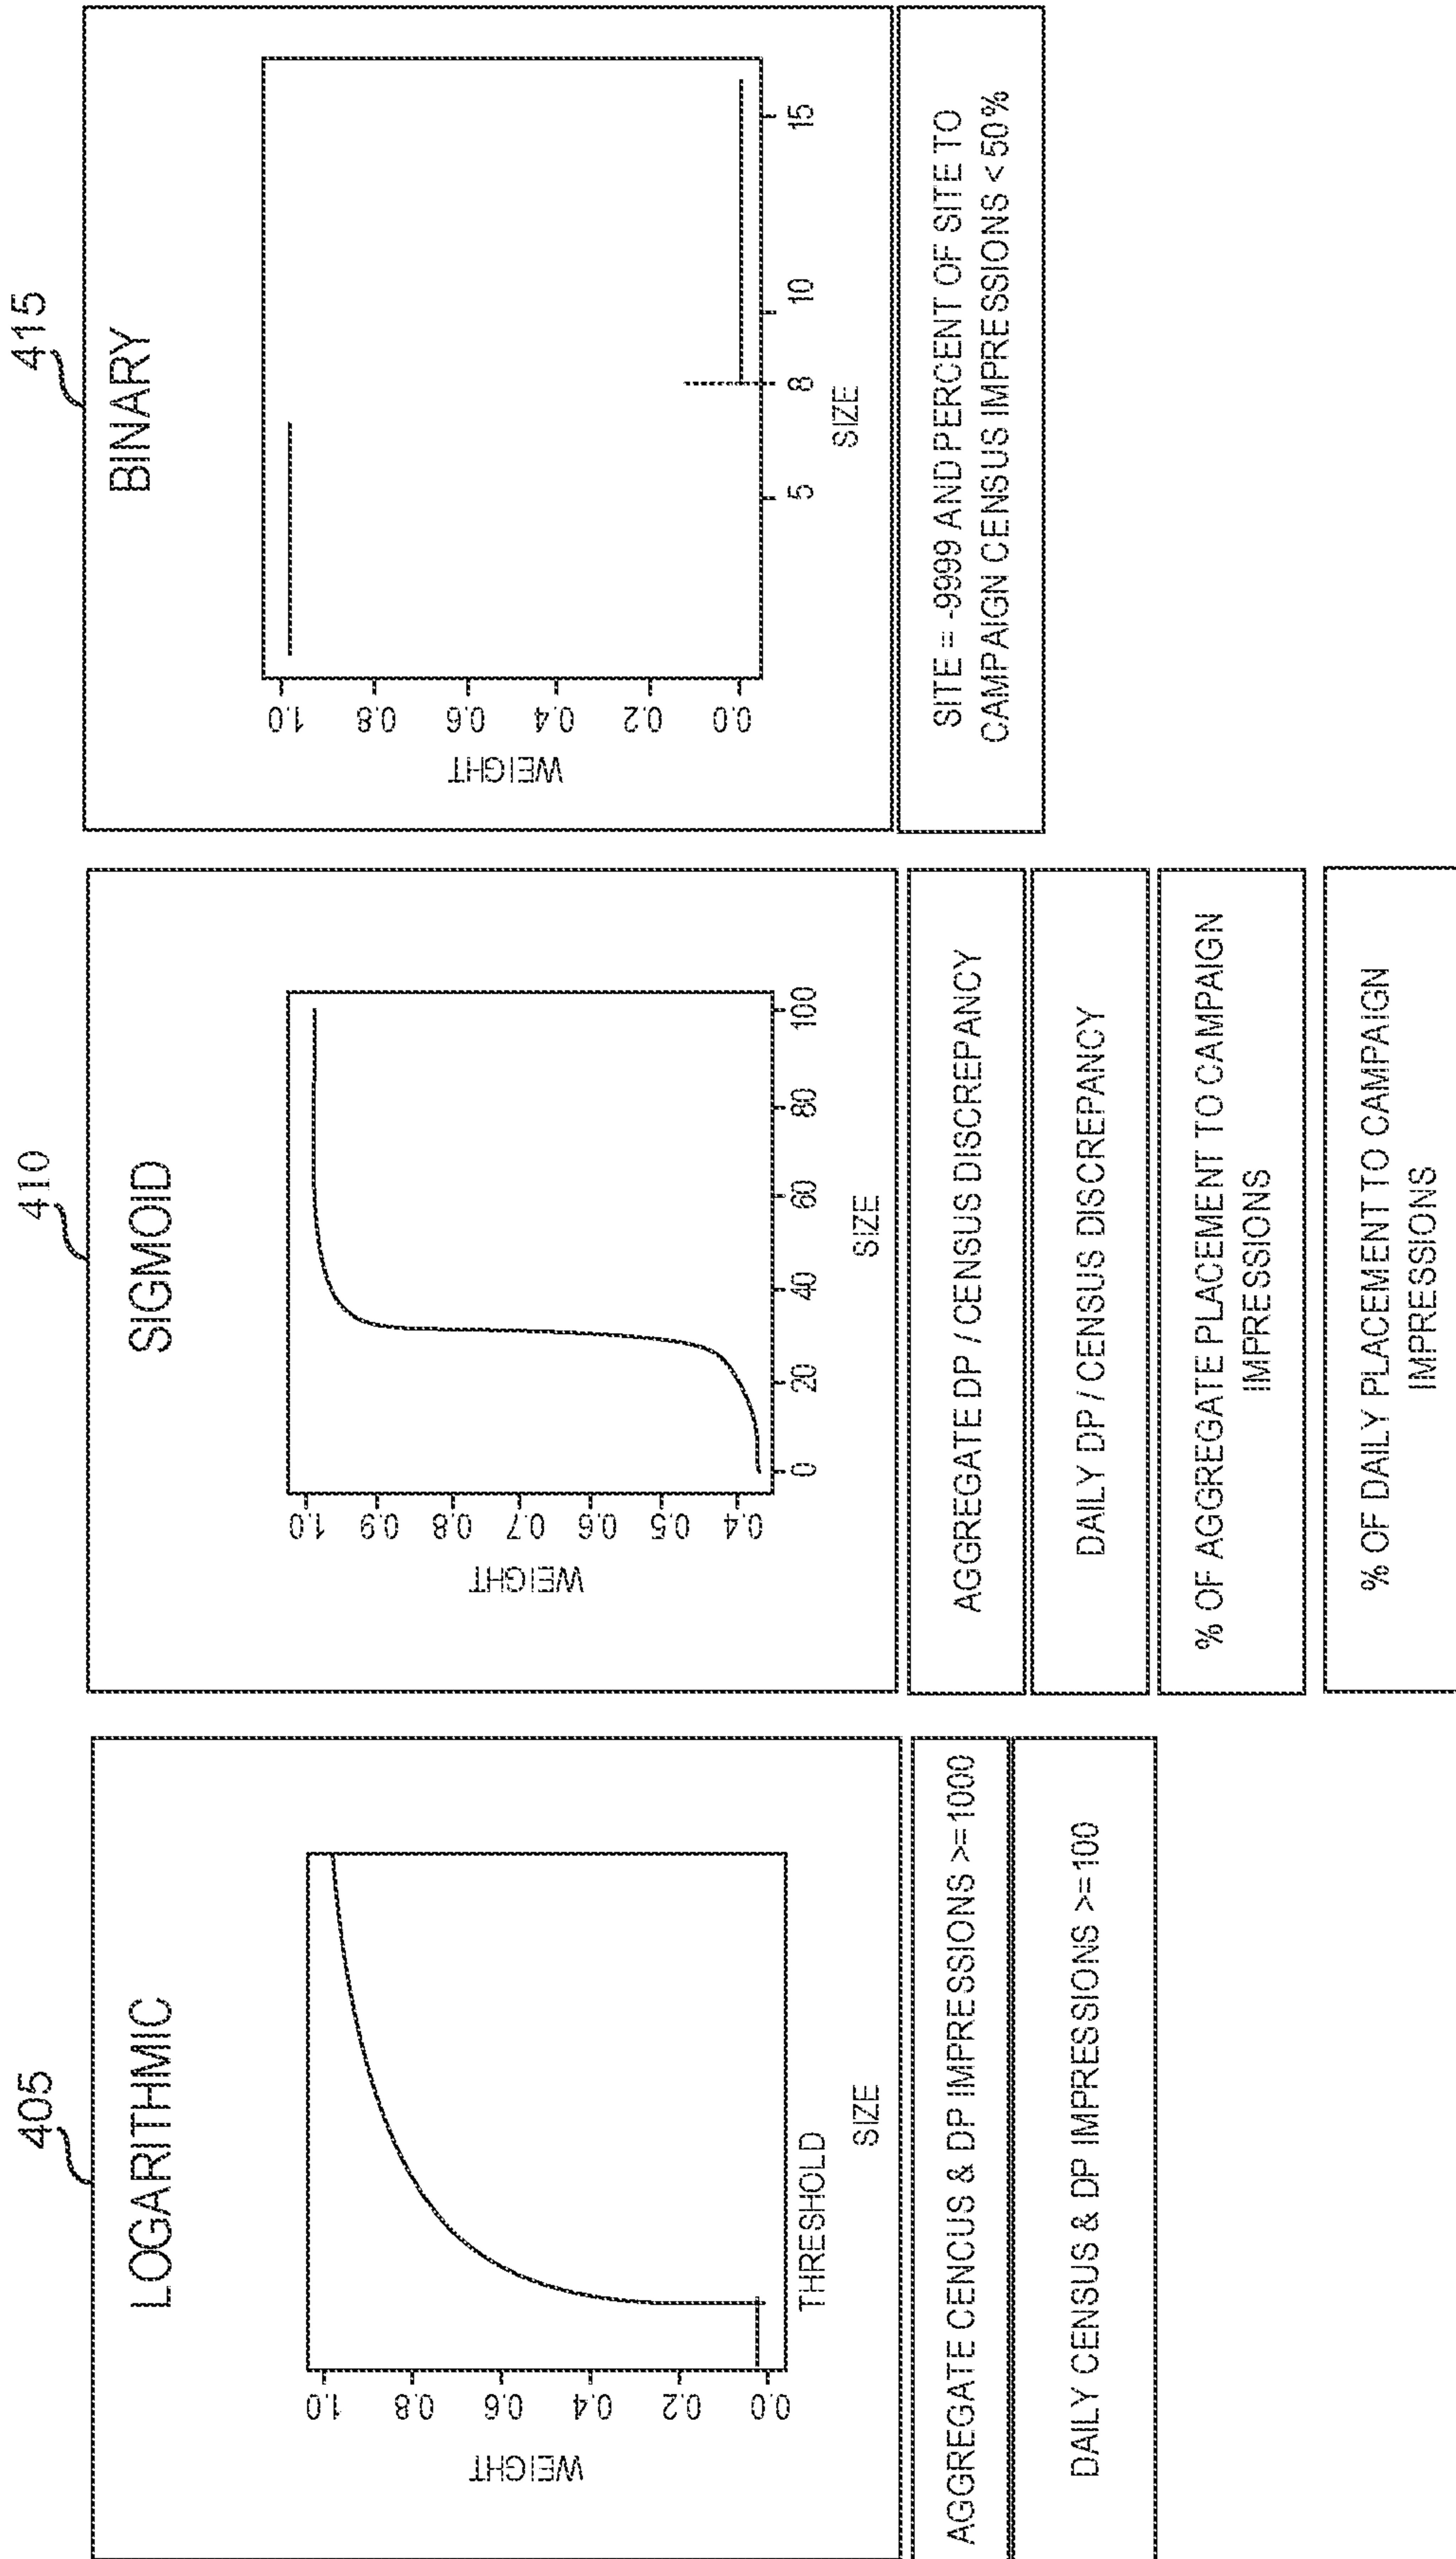 405
LOGARITHMIC
WEIGHT
1.0
0.8
0.6
0.4
0.2
0.0
THRESHOLD
SIZE
AGGREGATE CENCUS & DP IMPRESSIONS >=1000
DAILY CENSUS & DP IMPRESSIONS >=100
410
SIGMOID
WEIGHT
1.0
0.9
0.8
0.7
0.6
0.5
0.4
0 20 40 60 80 100
SIZE
AGGREGATE DP / CENSUS DISCREPANCY
DAILY DP / CENSUS DISCREPANCY
% OF AGGREGATE PLACEMENT TO CAMPAIGN
IMPRESSIONS
% OF DAILY PLACEMENT TO CAMPAIGN
IMPRESSIONS
415
BINARY
WEIGHT
1.0
0.8
0.6
0.4
0.2
0.0
5 8 10 15
SIZE
SITE = -9999 AND PERCENT OF SITE TO
CAMPAIGN CENSUS IMPRESSIONS < 50%